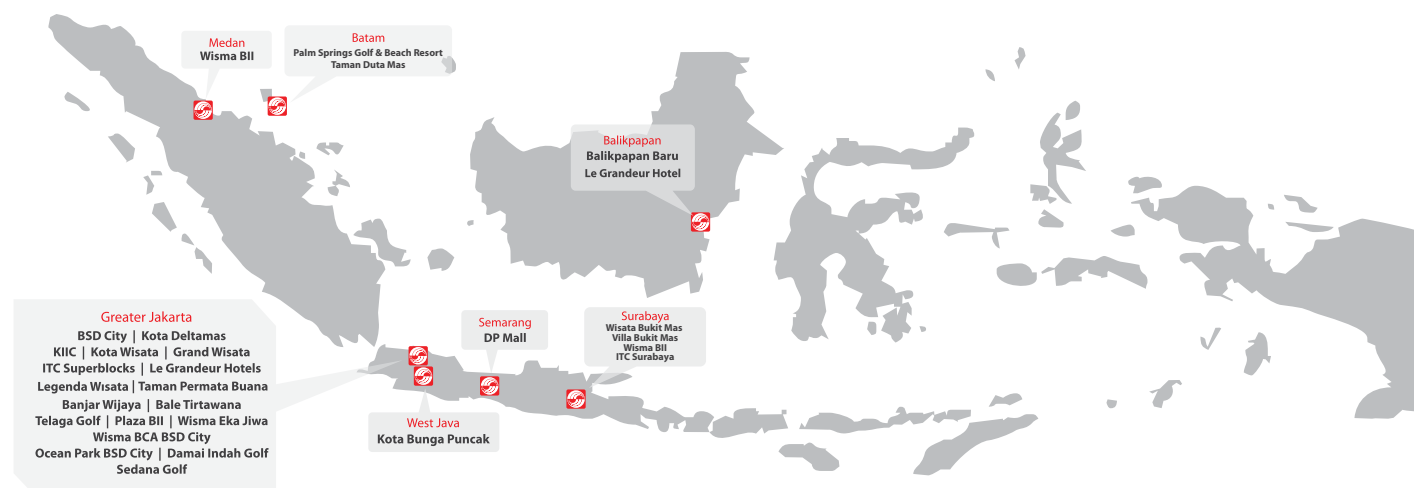 Medan
Wisma BII
Batam
Palm Springs Golf & Beach Resort
Taman Duta Mas
Balikpapan
Balikpapan Baru
Le Grandeur Hotel
Greater Jakarta
BSD City | Kota Deltamas
KIIC | Kota Wisata | Grand Wisata
ITC Superblocks | Le Grandeur Hotels
Legenda Wısata | Taman Permata Buana
Banjar Wijaya | Bale Tirtawana
Telaga Golf | Plaza BII | Wisma Eka Jiwa
Wisma BCA BSD City
Ocean Park BSD City | Damai Indah Golf
Sedana Golf
West Java
Kota Bunga Puncak
Semarang
DP Mall
Surabaya
Wisata Bukit Mas
Villa Bukit Mas
Wisma BII
ITC Surabaya